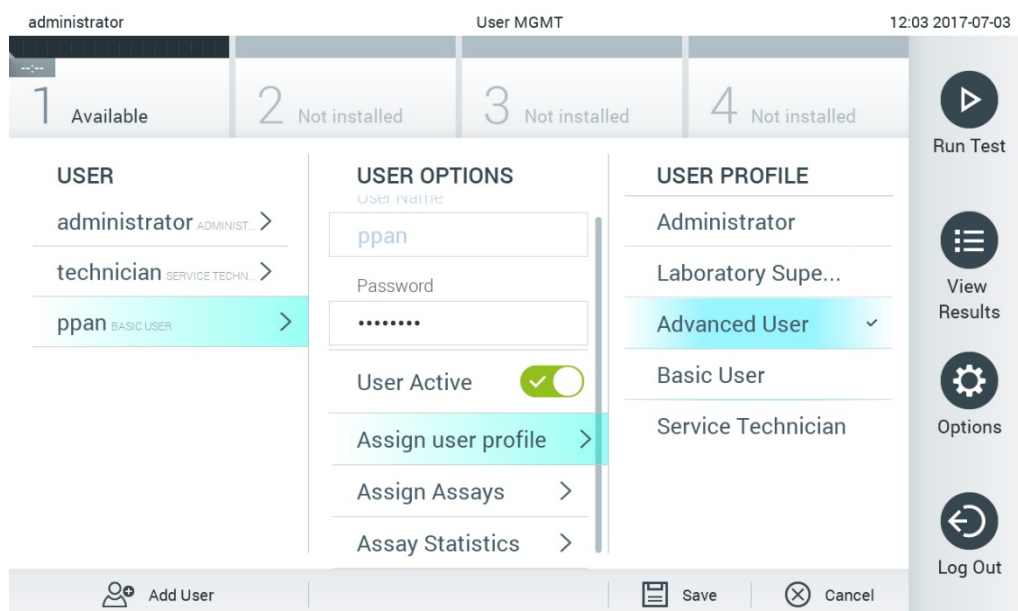 administrator
User MGMT
12:03 2017-07-03
--:--
1 Available
2 Not installed
3 Not installed
4 Not installed
Run Test
View
Results
Options
Log Out
USER
administrator ADMINIST...
technician SERVICE TECHN...
ppan BASIC USER
USER OPTIONS
User Name
ppan
Password
••••••••
User Active
Assign user profile
Assign Assays
Assay Statistics
USER PROFILE
Administrator
Laboratory Supe...
Advanced User
Basic User
Service Technician
Add User
Save
Cancel